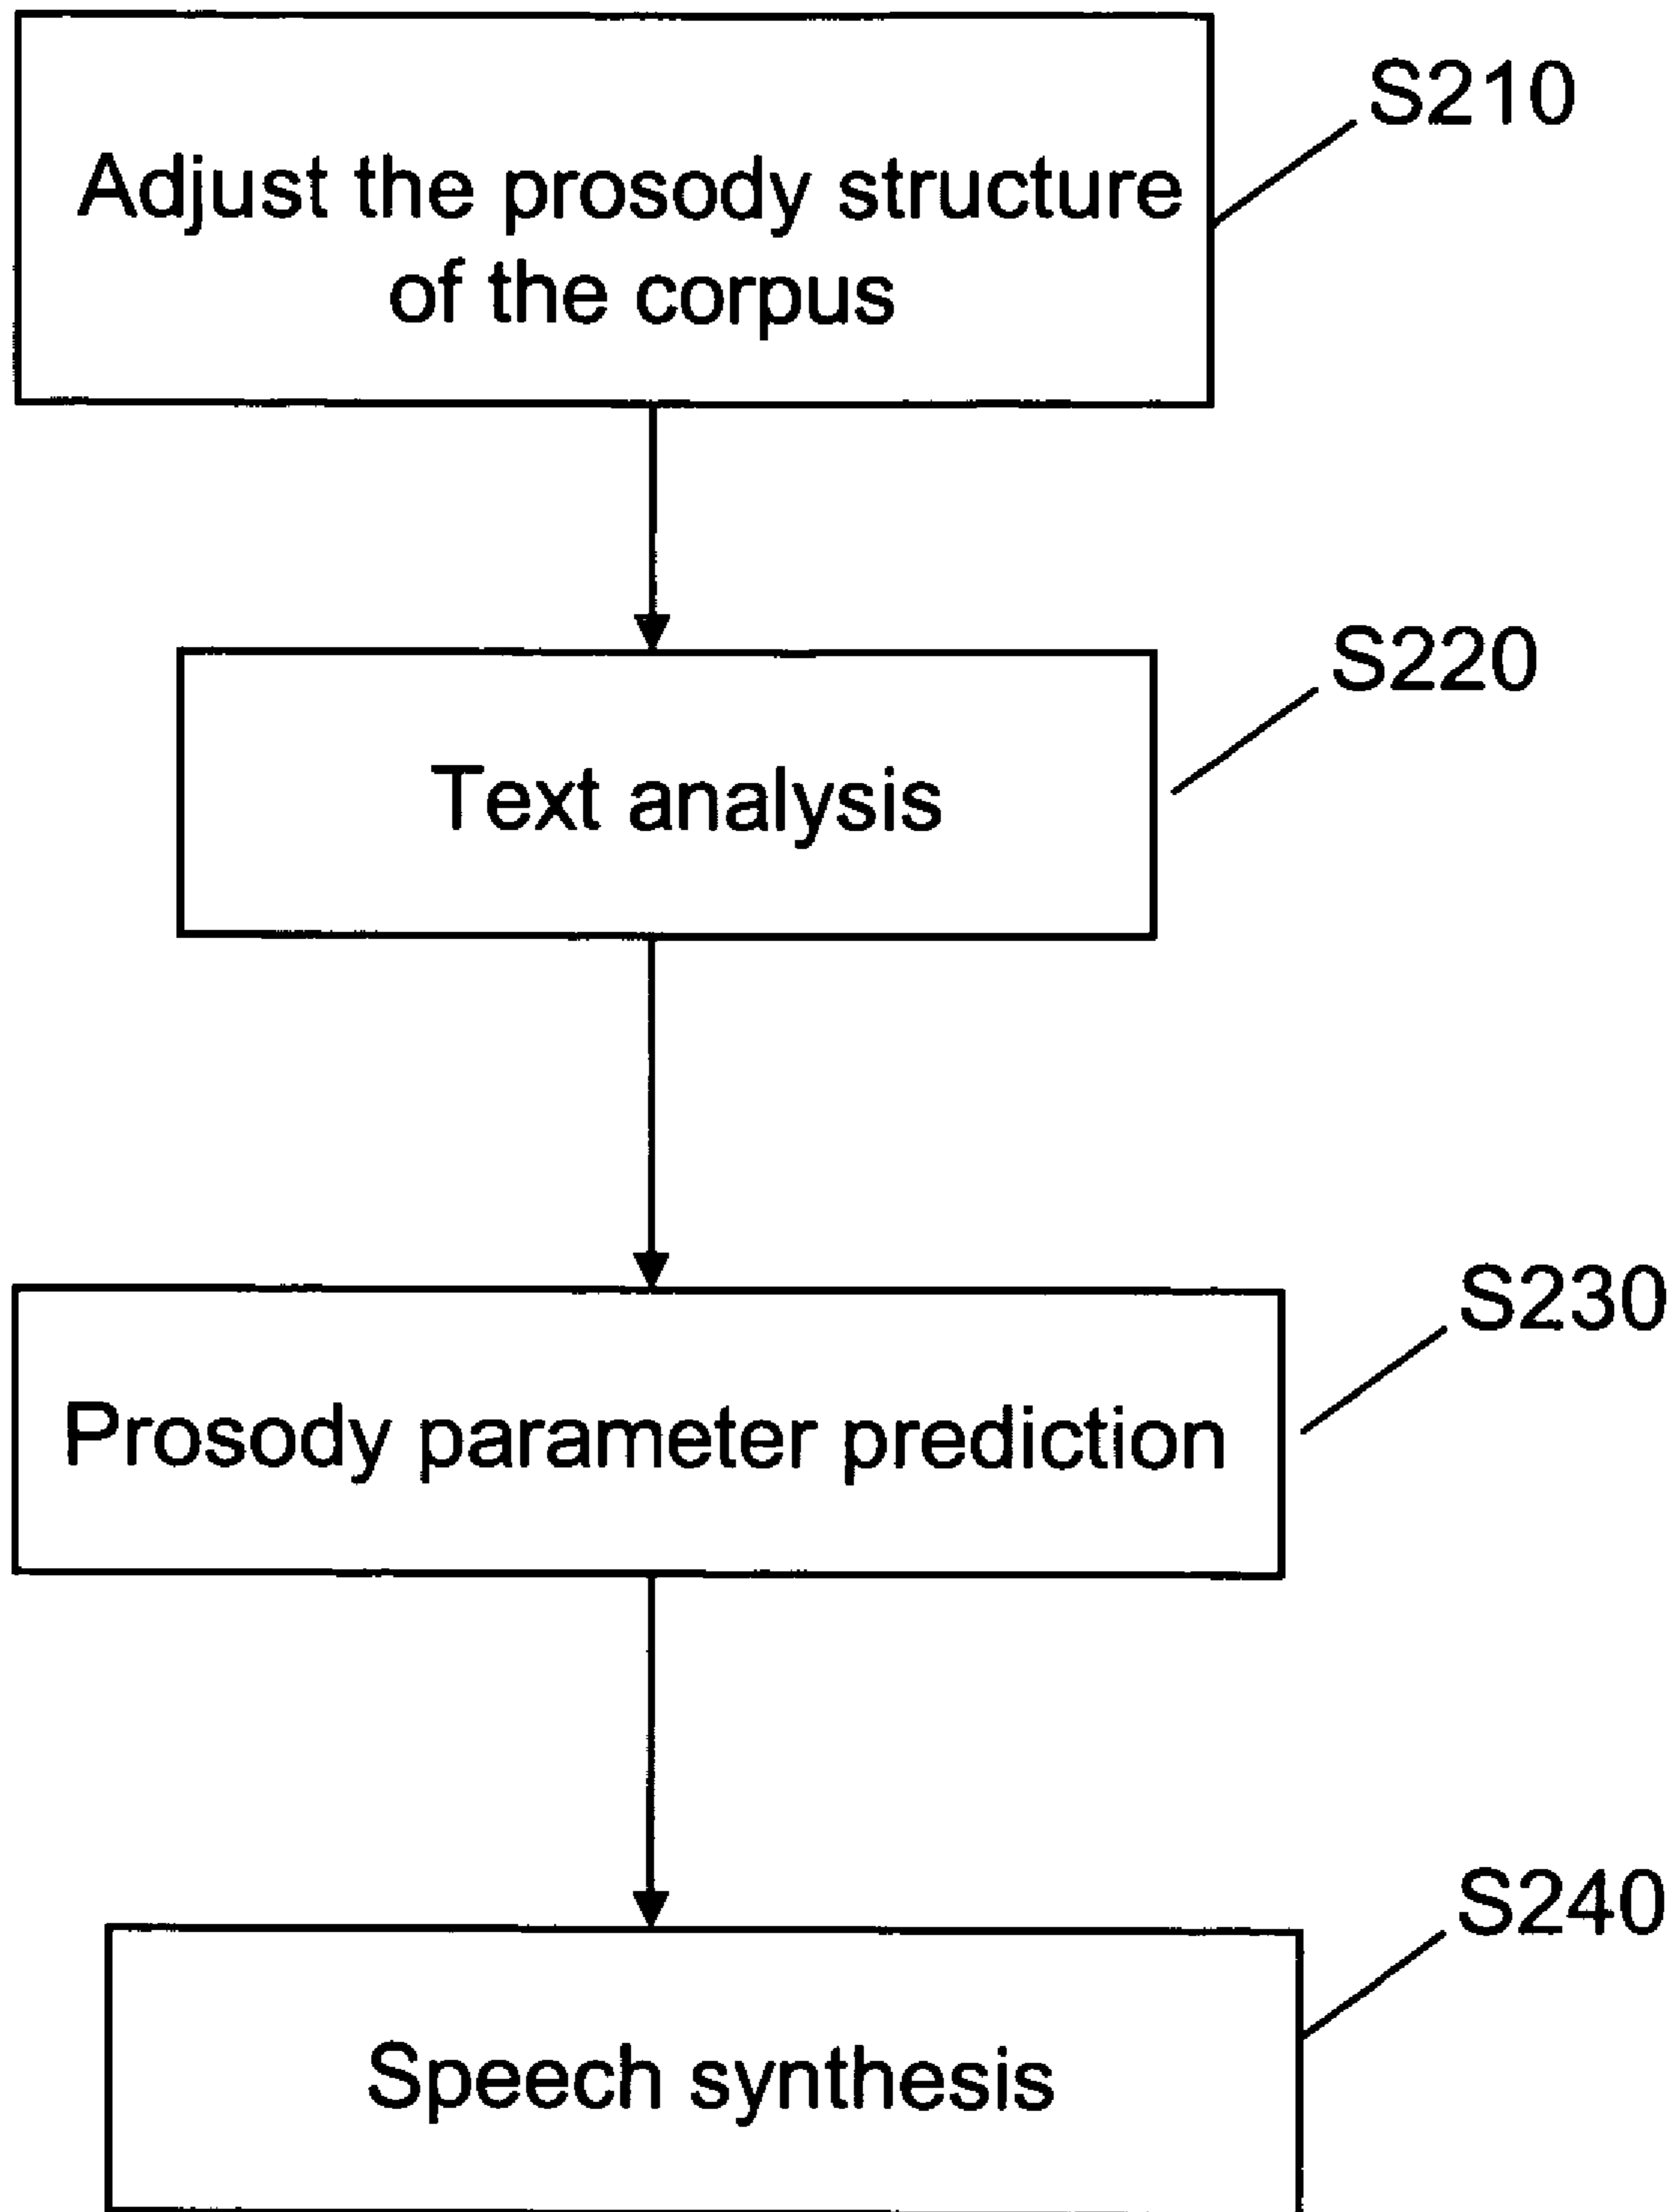 S210
Adjust the prosody structure
of the corpus
S220
Text analysis
S230
Prosody parameter prediction
S240
Speech synthesis